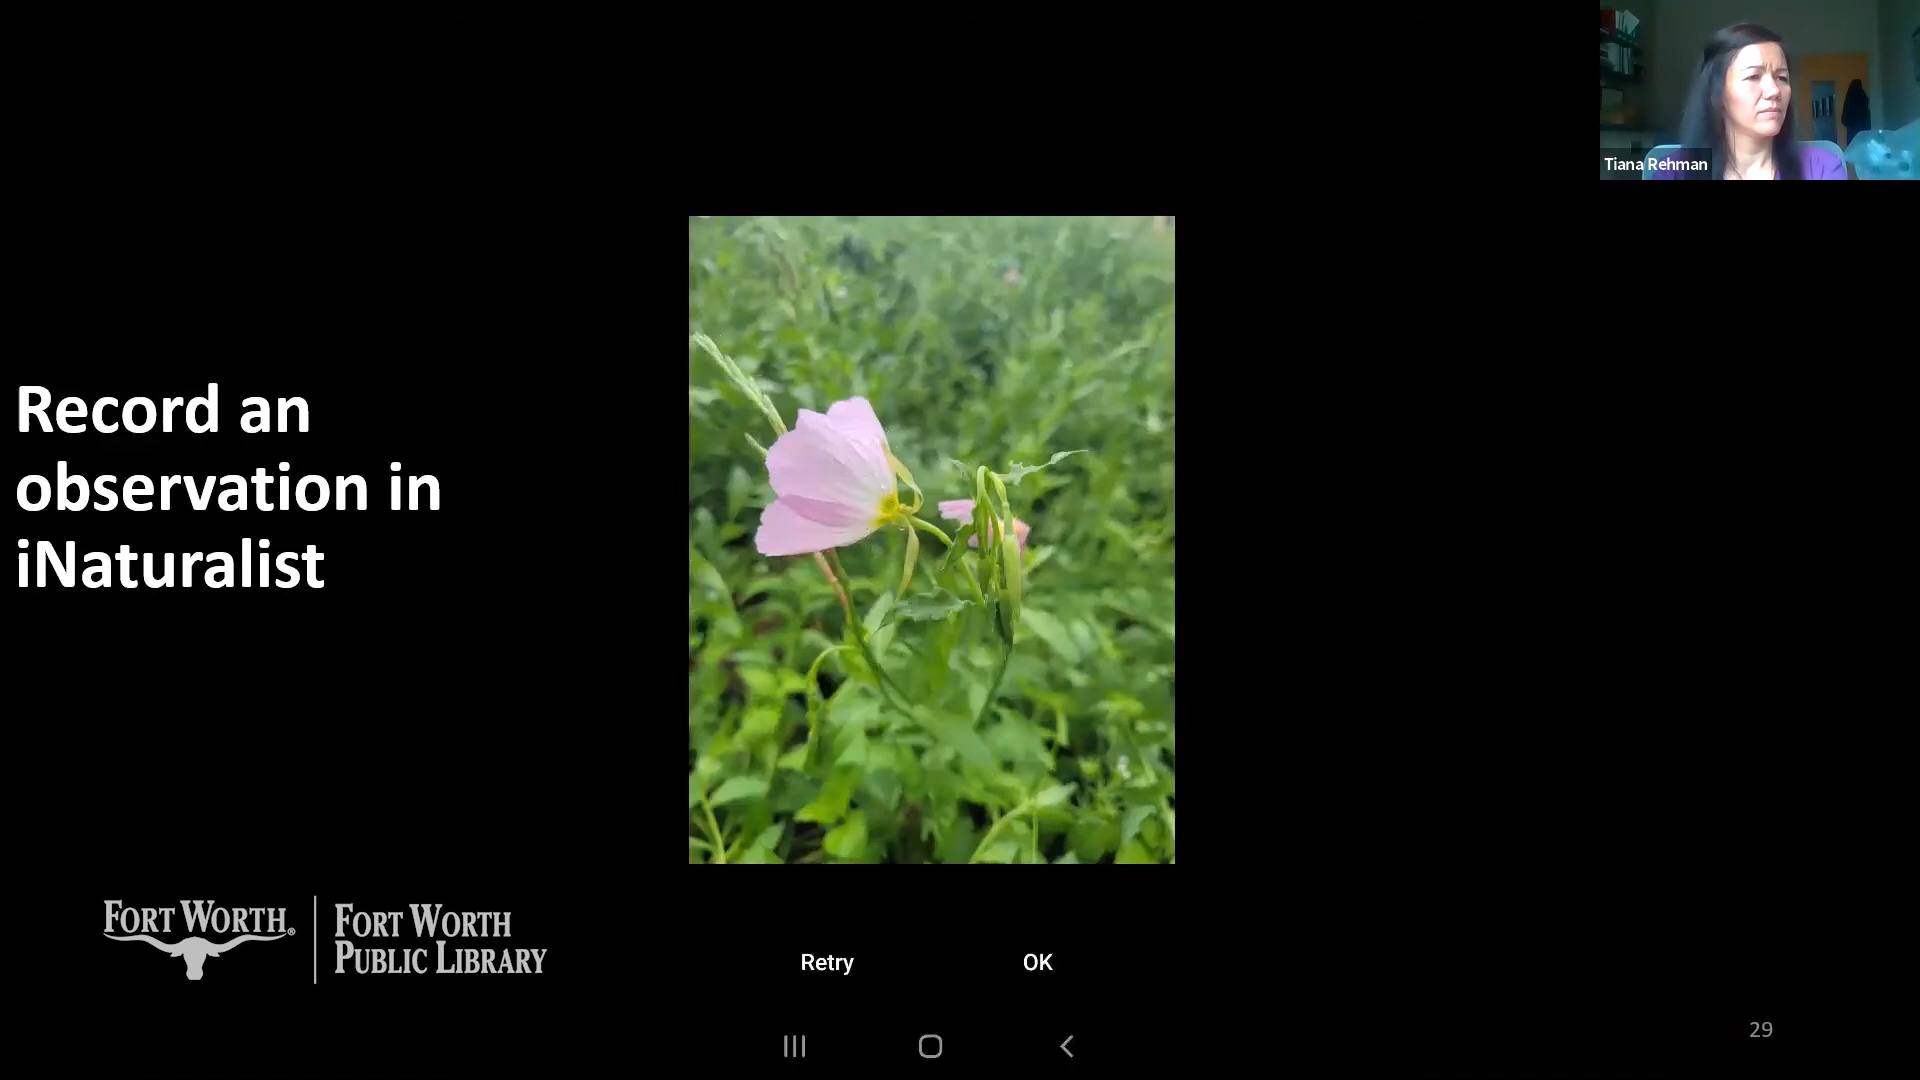 Tiana Rehman
Record an
observation in
iNaturalist
FORT WORTH®
FORT WORTH
PUBLIC LIBRARY
Retry
OK
29